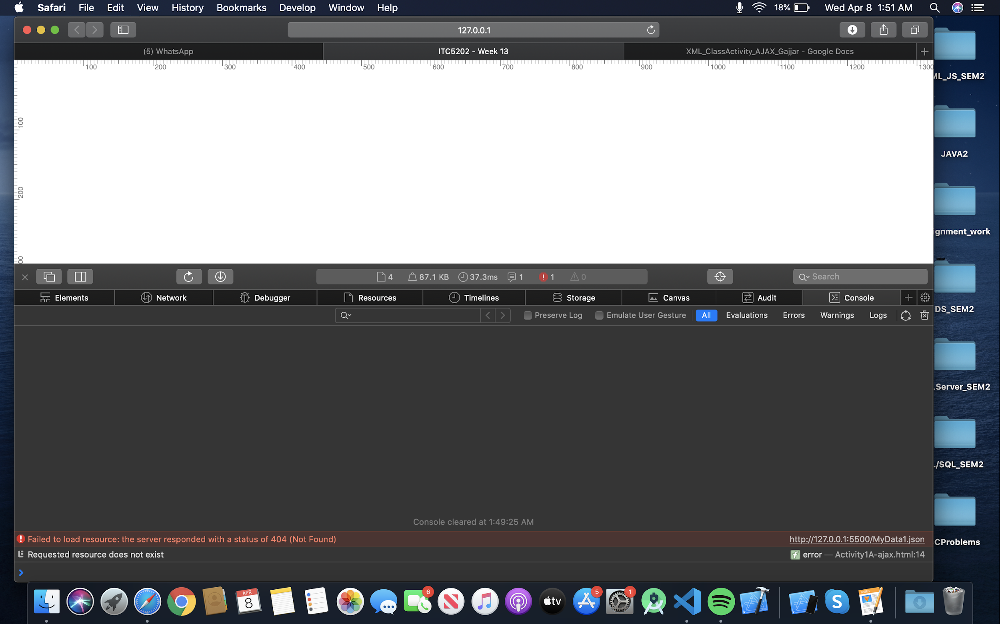 Safari File Edit View History Bookmarks Develop Window Help 18% Wed Apr 8 1:51 AM
127.0.0.1
(5) WhatsApp ITC5202 - Week 13 XML_ClassActivity_AJAX_Gajjar - Google Docs
100 200 300 400 500 600 700 800 900 1000 1100 1200 1300
100
200
00
4 87.1 KB 37.3ms 1 1 0 Search
Elements Network Debugger Resources Timelines Storage Canvas Audit Console
Preserve Log Emulate User Gesture All Evaluations Errors Warnings Logs
Console cleared at 1:49:25 AM
Failed to load resource: the server responded with a status of 404 (Not Found) http://127.0.0.1:5500/MyData1.json
Requested resource does not exist f error — Activity1A-ajax.html:14
ML_JS_SEM2
JAVA2
ignment_work
DS_SEM2
.Server_SEM2
L/SQL_SEM2
CProblems
APR
8
6
tv
5
1
S
PAGES